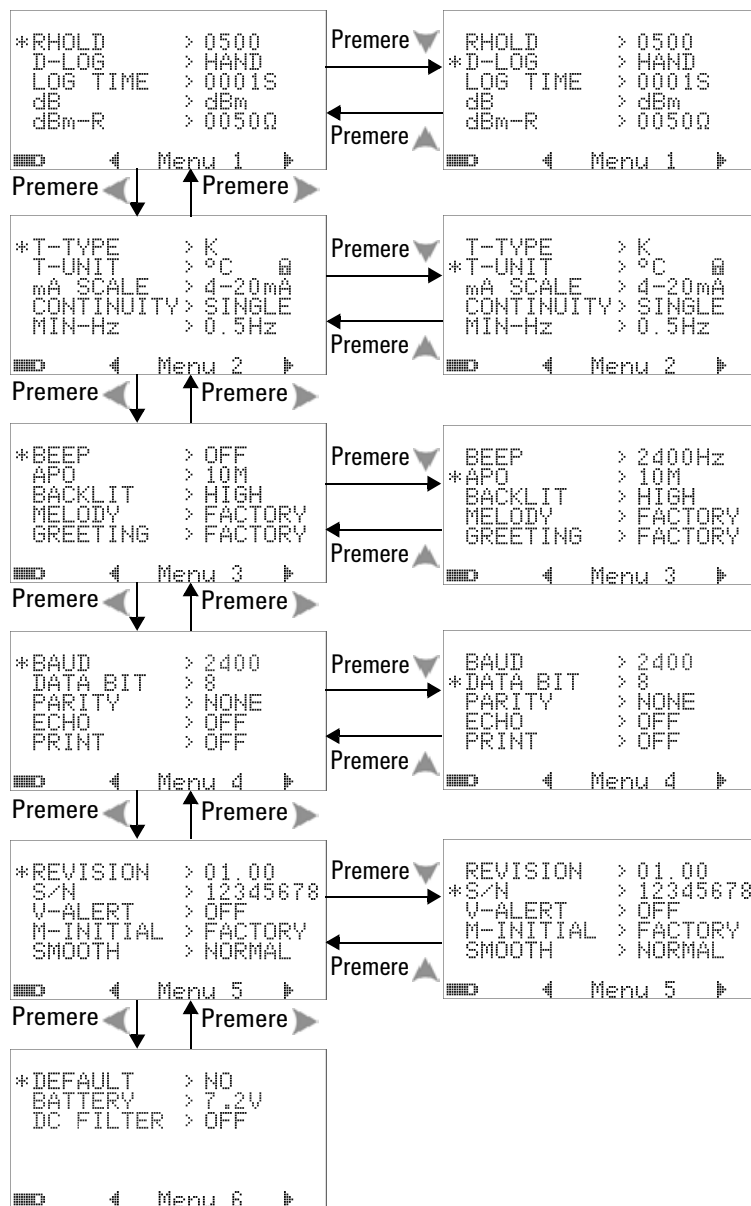 *RHOLD > 0500
D-LOG > HAND
LOG TIME > 0001S
dB > dBm
dBm-R > 0050Ω
Menu 1
Premere
Premere
RHOLD > 0500
*D-LOG > HAND
LOG TIME > 0001S
dB > dBm
dBm-R > 0050Ω
Menu 1
Premere
Premere
*T-TYPE > K
T-UNIT > °C
mA SCALE > 4-20mA
CONTINUITY> SINGLE
MIN-Hz > 0.5Hz
Menu 2
Premere
Premere
T-TYPE > K
*T-UNIT > °C
mA SCALE > 4-20mA
CONTINUITY> SINGLE
MIN-Hz > 0.5Hz
Menu 2
Premere
Premere
*BEEP > OFF
APO > 10M
BACKLIT > HIGH
MELODY > FACTORY
GREETING > FACTORY
Menu 3
Premere
Premere
BEEP > 2400Hz
*APO > 10M
BACKLIT > HIGH
MELODY > FACTORY
GREETING > FACTORY
Menu 3
Premere
Premere
*BAUD > 2400
DATA BIT > 8
PARITY > NONE
ECHO > OFF
PRINT > OFF
Menu 4
Premere
Premere
BAUD > 2400
*DATA BIT > 8
PARITY > NONE
ECHO > OFF
PRINT > OFF
Menu 4
Premere
Premere
*REVISION > 01.00
S/N > 12345678
V-ALERT > OFF
M-INITIAL > FACTORY
SMOOTH > NORMAL
Menu 5
Premere
Premere
REVISION > 01.00
*S/N > 12345678
V-ALERT > OFF
M-INITIAL > FACTORY
SMOOTH > NORMAL
Menu 5
Premere
Premere
*DEFAULT > NO
BATTERY > 7.2V
DC FILTER > OFF
Menu 6